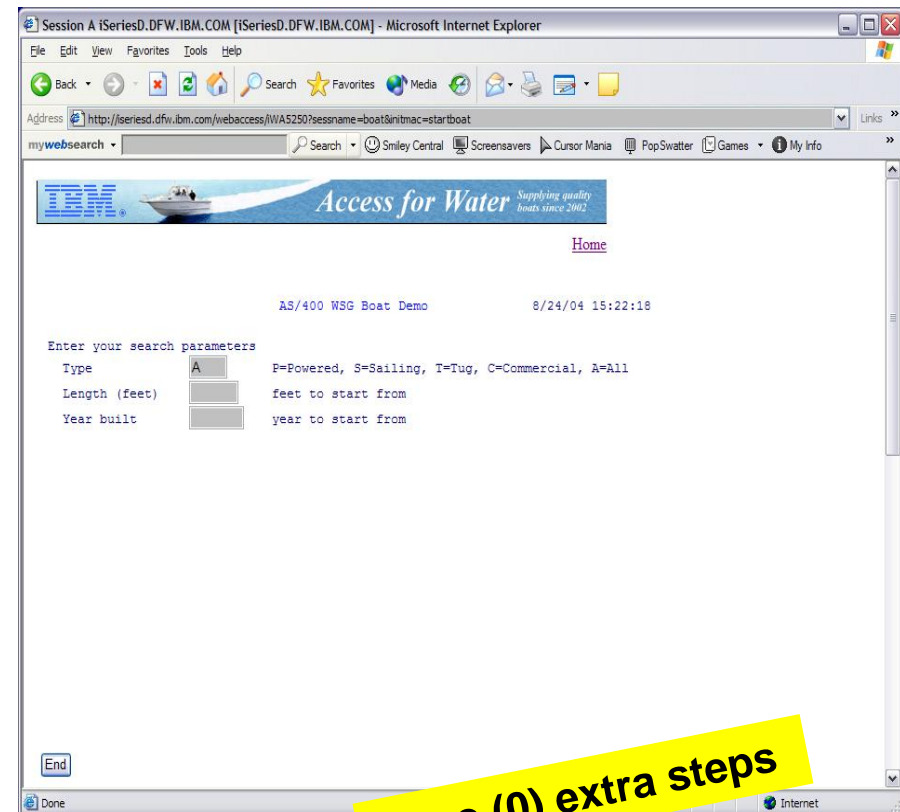 Session A iSeriesD.DFW.IBM.COM [iSeriesD.DFW.IBM.COM] - Microsoft Internet Explorer
File Edit View Favorites Tools Help
Back Search Favorites Media
Address http://iseriesd.dfw.ibm.com/webaccess/iWA5250?sessname=boat&initmac=startboat Links »
mywebsearch Search Smiley Central Screensavers Cursor Mania PopSwatter Games My Info »
IBM® Access for Water Supplying quality
boats since 2002
Home
AS/400 WSG Boat Demo 8/24/04 15:22:18
Enter your search parameters
Type A P=Powered, S=Sailing, T=Tug, C=Commercial, A=All
Length (feet) feet to start from
Year built year to start from
End
(0) extra steps
Done Internet